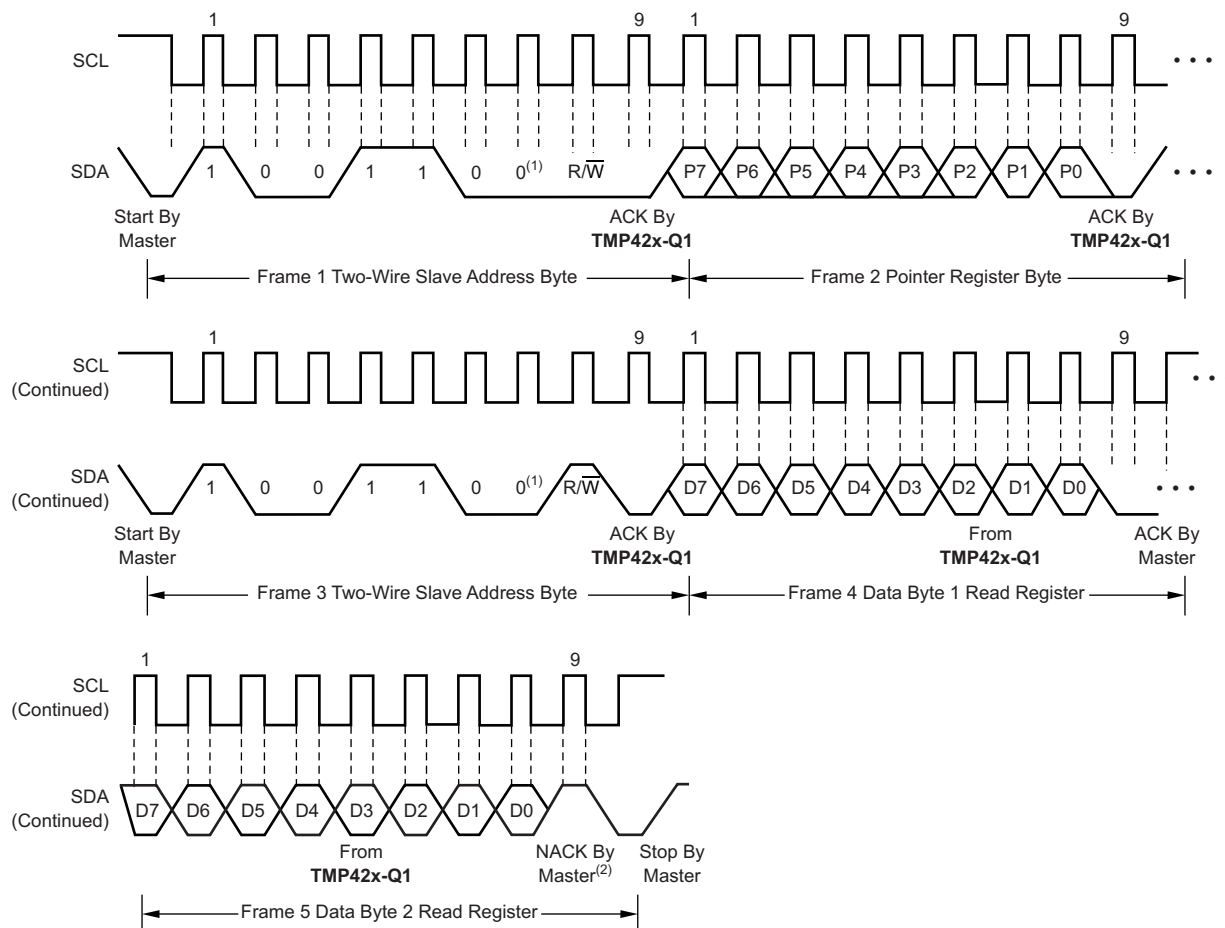 1 9 1 9
SCL
SDA
1 0 0 1 1 0 0(1) R/W P7 P6 P5 P4 P3 P2 P1 P0
Start By
Master
ACK By
TMP42x-Q1
ACK By
TMP42x-Q1
Frame 1 Two-Wire Slave Address Byte
Frame 2 Pointer Register Byte
1 9 1 9
SCL
(Continued)
SDA
(Continued)
1 0 0 1 1 0 0(1) R/W D7 D6 D5 D4 D3 D2 D1 D0
Start By
Master
ACK By
TMP42x-Q1
From
TMP42x-Q1
ACK By
Master
Frame 3 Two-Wire Slave Address Byte
Frame 4 Data Byte 1 Read Register
1 9
SCL
(Continued)
SDA
(Continued)
D7 D6 D5 D4 D3 D2 D1 D0
From
TMP42x-Q1
NACK By
Master(2)
Stop By
Master
Frame 5 Data Byte 2 Read Register